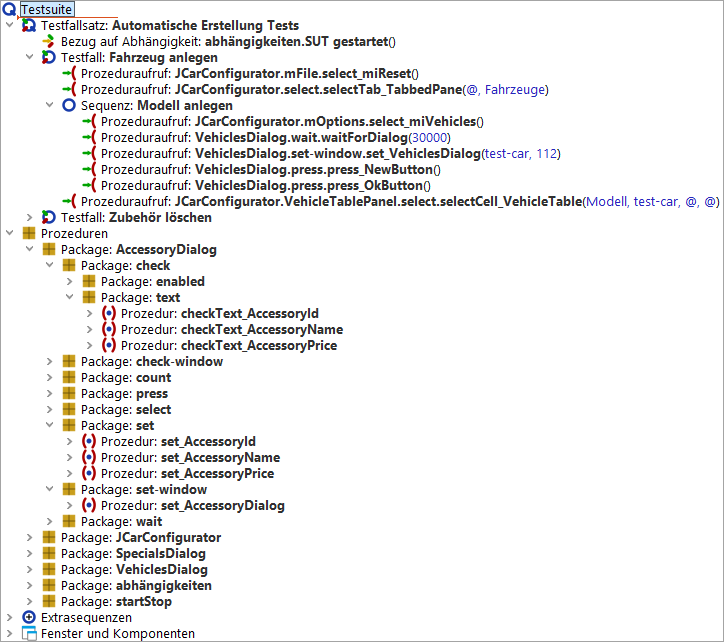 Testsuite
Testfallsatz: Automatische Erstellung Tests
Bezug auf Abhängigkeit: abhängigkeiten.SUT gestartet()
Testfall: Fahrzeug anlegen
Prozeduraufruf: JCarConfigurator.mFile.select_miReset()
Prozeduraufruf: JCarConfigurator.select.selectTab_TabbedPane(@, Fahrzeuge)
Sequenz: Modell anlegen
Prozeduraufruf: JCarConfigurator.mOptions.select_miVehicles()
Prozeduraufruf: VehiclesDialog.wait.waitForDialog(30000)
Prozeduraufruf: VehiclesDialog.set-window.set_VehiclesDialog(test-car, 112)
Prozeduraufruf: VehiclesDialog.press.press_NewButton()
Prozeduraufruf: VehiclesDialog.press.press_OkButton()
Prozeduraufruf: JCarConfigurator.VehicleTablePanel.select.selectCell_VehicleTable(Modell, test-car, @, @)
Testfall: Zubehör löschen
Prozeduren
Package: AccessoryDialog
Package: check
Package: enabled
Package: text
Prozedur: checkText_AccessoryId
Prozedur: checkText_AccessoryName
Prozedur: checkText_AccessoryPrice
Package: check-window
Package: count
Package: press
Package: select
Package: set
Prozedur: set_AccessoryId
Prozedur: set_AccessoryName
Prozedur: set_AccessoryPrice
Package: set-window
Prozedur: set_AccessoryDialog
Package: wait
Package: JCarConfigurator
Package: SpecialsDialog
Package: VehiclesDialog
Package: abhängigkeiten
Package: startStop
Extrasequenzen
Fenster und Komponenten